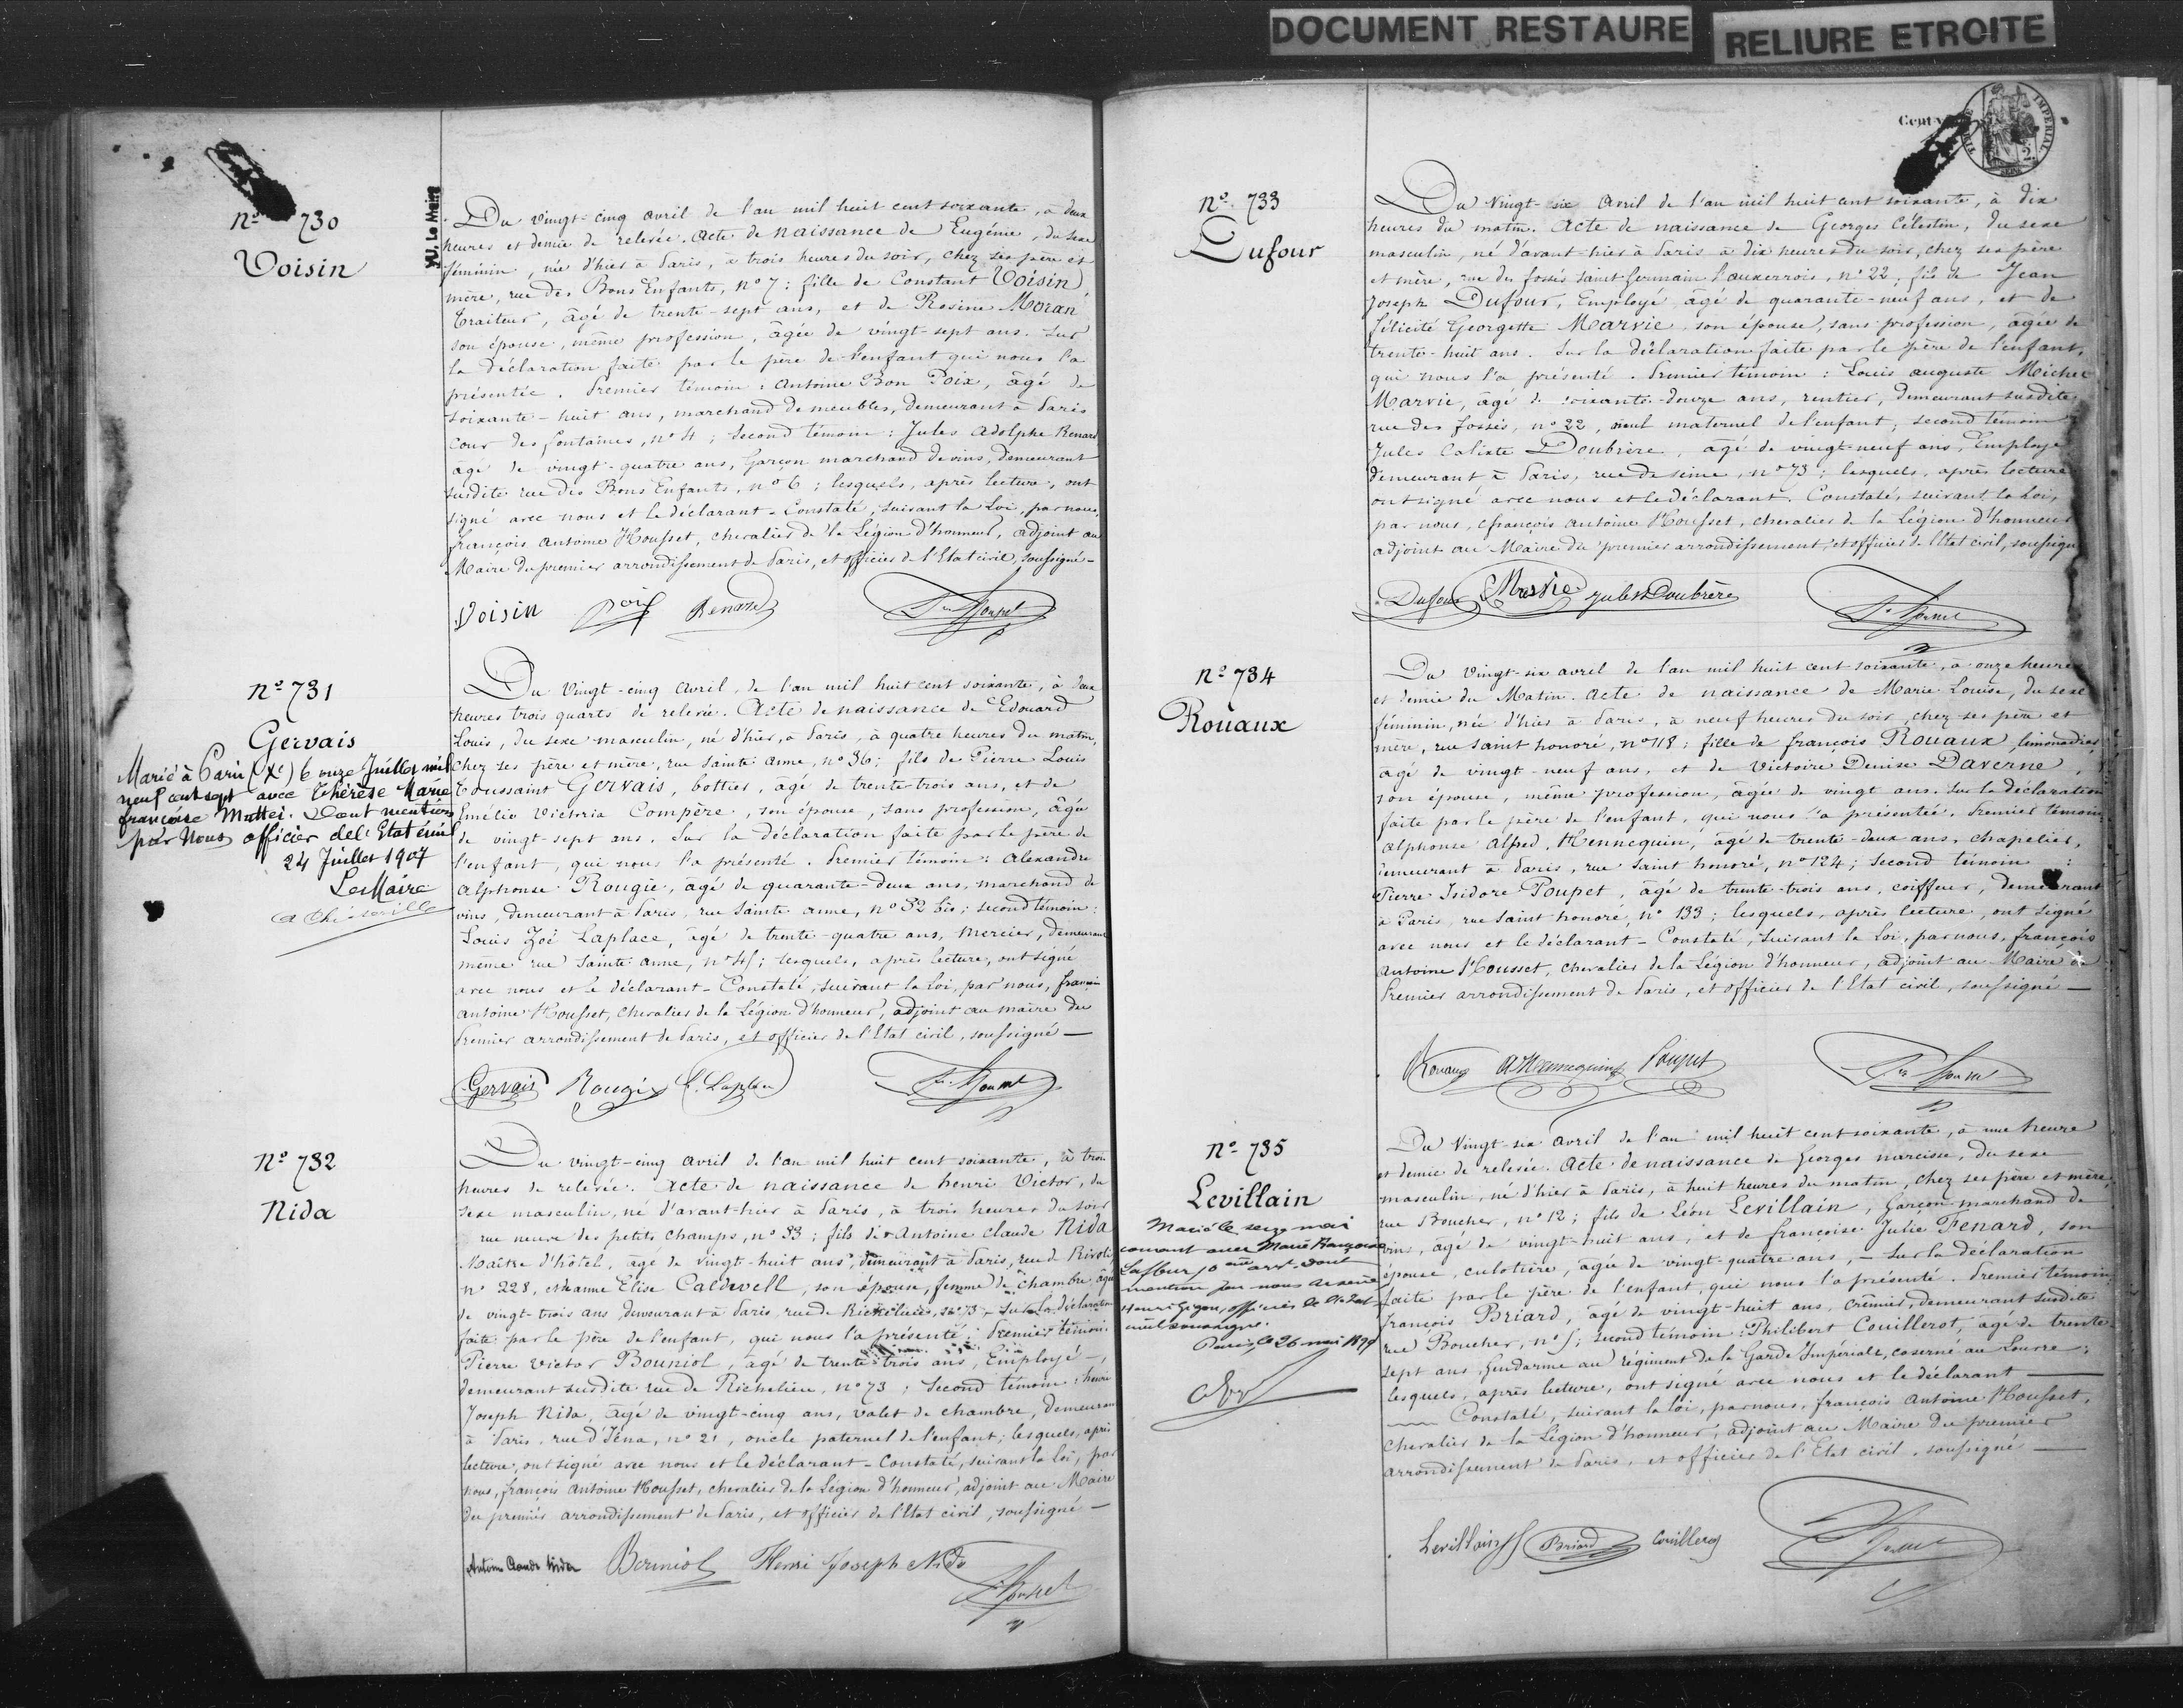 DOCUMENT RESTAURE
RELIURE ETROITE
VU, Le Maire
Nº 730
Voisin
Du vingt-cinq avril de l'an mil huit cent soixante, à deux
heures et demie de relevée. Acte de naissance de Eugénie, du sexe
féminin, née d'hier à Paris, à trois heures du soir, chez ses père et
mère, rue des Bons Enfants, nº 7 : fille de Constant Voisin
traiteur, âgé de trente-sept ans, et de Rosine Moran
son épouse, même profession, âgée de vingt-sept ans. Sur
la déclaration faite par le père de l'enfant qui nous l'a
présentée. Premier témoin : Antoine Bon Poix, âgé de
soixante-huit ans, marchand de meubles, demeurant à Paris
cour des fontaines, nº 4 ; Second témoin : Jules Adolphe Renard
âgé de vingt-quatre ans, Garçon marchand de vins, demeurant
susdite rue des Bons Enfants, nº 6 ; lesquels, après lecture, ont
signé avec nous et le déclarant - Constaté, suivant la Loi, par nous,
françois Antoine Housset, chevalier de la Légion d'honneur, adjoint au
Maire du premier arrondissement de Paris, et officier de l'Etat civil, soussigné -
Voisin Poix Renard
Nº 731
Gervais
Marié à Paris (Xe) le onze Juillet mil
neuf cent sept avec Thérèse Marie
françoise Mattei. Dont mention
par Nous officier de l'Etat civil
24 Juillet 1907
Le Maire
Du Vingt-cinq Avril, de l'an mil huit cent soixante, à deux
heures trois quarts de relevée. Acte de naissance de Edouard
Louis, du sexe masculin, né d'hier, à Paris, à quatre heures du matin,
chez ses père et mère, rue Sainte anne, nº 36 ; fils de Pierre Louis
Toussaint Gervais, bottier, âgé de trente-trois ans, et de
Emélie Victoria Compère, son épouse, sans profession, âgée
de vingt-sept ans. Sur la déclaration faite par le père de
l'enfant, qui nous l'a présenté. Premier témoin : Alexandre
alphonse Rougie, âgé de quarante-deux ans, marchand de
vins, demeurant à Paris, rue Sainte anne, nº 32 bis ; second témoin :
Louis Zoé Laplace, âgé de trente-quatre ans, Mercier, demeurant
même rue Sainte anne, nº 45 ; lesquels, après lecture, ont signé
avec nous et le déclarant - Constaté, suivant la Loi, par nous, françois
Antoine Housset, chevalier de la Légion d'honneur, adjoint au maire du
Premier arrondissement de Paris, et officier de l'Etat civil, soussigné -
Gervais Rougie L. Laplace
Nº 732
Nida
Du vingt-cinq avril de l'an mil huit cent soixante, à trois
heures de relevée. Acte de naissance de henri Victor, du
sexe masculin, né d'avant-hier à Paris, à trois heures du soir
rue neuve des petits champs, nº 33 ; fils de Antoine claude Nida
Maître d'hôtel, âgé de vingt-huit ans, demeurant à Paris, rue de Rivoli
nº 228, et Anne Elise Caldwell, son épouse, femme de chambre, âgée
de vingt-trois ans demeurant à Paris, rue de Richelieu, nº 73, Sur la déclaration
faite par le père de l'enfant, qui nous l'a présenté. Premier témoin
Pierre Victor Bouniol, âgé de trente-trois ans, Employé -,
demeurant susdite rue de Richelieu, nº 73 ; Second témoin : henri
Joseph Nida, âgé de vingt-cinq ans, valet de chambre, demeurant
à Paris, rue d'Iéna, nº 21, oncle paternel de l'enfant ; lesquels, après
lecture, ont signé avec nous et le déclarant - Constaté, suivant la loi, par
nous, françois Antoine Housset, chevalier de la Légion d'honneur, adjoint au Maire
du premier arrondissement de Paris, et officier de l'Etat civil, soussigné -
Antoine Claude Nida Bouniol Henri Joseph Nida
Cent
TIMBRE IMPERIAL
2
SEINE
Nº 733
Dufour
Du Vingt-six Avril de l'an mil huit cent soixante, à dix
heures du matin. Acte de naissance de Georges Célestin, du sexe
masculin, né d'avant-hier à Paris à dix heures du soir, chez ses père
et mère, rue des fossés saint germain l'auxerrois, nº 22 ; fils de Jean
Joseph Dufour, Employé, âgé de quarante-neuf ans, et de
félicité Georgette Marvie, son épouse, sans profession, âgée de
trente-huit ans. Sur la déclaration faite par le père de l'enfant,
qui nous l'a présenté. Premier témoin : Louis auguste Michel
Marvie, âgé de soixante-douze ans, rentier, demeurant susdite
rue des fossés, nº 22, aïeul maternel de l'enfant ; second témoin
Jules Calixte Doubrère, âgé de vingt-neuf ans, Employé
demeurant à Paris, rue de seine, nº 73 ; lesquels, après lecture
ont signé avec nous et le déclarant. Constaté, suivant la Loi,
par nous, françois Antoine Housset, chevalier de la Légion d'honneur
adjoint au Maire du premier arrondissement, et officier de l'Etat civil, soussigné
Dufour Marvie Jules Doubrère
Nº 734
Rouaux
Du Vingt-six avril de l'an mil huit cent soixante, à onze heures
et demie du Matin. Acte de naissance de Marie Louise, du sexe
féminin, née d'hier à Paris, à neuf heures du soir, chez ses père et
mère, rue Saint honoré, nº 118 ; fille de françois Rouaux, limonadier
âgé de vingt-neuf ans, et de Victoire Denise Daverne,
son épouse, même profession, âgée de vingt ans. Sur la déclaration
faite par le père de l'enfant, qui nous l'a présentée. Premier témoin
alphonse Alfred Hennequin, âgé de trente-deux ans, chapelier,
demeurant à Paris, rue Saint honoré, nº 124 ; Second témoin :
Pierre Isidore Poupet, âgé de trente-trois ans, coiffeur, demeurant
à Paris, rue Saint honoré, nº 133 ; lesquels, après lecture, ont signé
avec nous et le déclarant - Constaté, suivant la Loi, par nous, françois
Antoine Housset, chevalier de la Légion d'honneur, adjoint au Maire du
Premier arrondissement de Paris, et officier de l'Etat civil, soussigné -
Rouaux A Hennequin Poupet
Nº 735
Levillain
Marié le seize mai
courant avec Marie Françoise
Lafleur 10me arrt dont
mention par nous
officier de l'Etat
civil soussigné.
Paris le 26 mai 1899
Du Vingt-six Avril de l'an mil huit cent soixante, à une heure
et demie de relevée. Acte de naissance de Georges narcisse, du sexe
masculin, né d'hier à Paris, à huit heures du matin, chez ses père et mère,
rue Boucher, nº 12 ; fils de Léon Levillain, Garçon marchand de
vins, âgé de vingt-huit ans, et de francoise Julie Fenard, son
épouse, culotière, âgée de vingt-quatre ans, - Sur la déclaration
faite par le père de l'enfant, qui nous l'a présenté. Premier témoin
françois Briard, âgé de vingt-huit ans, crêmier, demeurant susdite
rue Boucher, nº 5 ; second témoin : Philibert Couillerot, âgé de trente
sept ans, Gendarme au régiment de la Garde Impériale, caserné au Louvre ;
lesquels, après lecture, ont signé avec nous et le déclarant
Constaté, suivant la loi, par nous, françois Antoine Housset,
chevalier de la Légion d'honneur, adjoint au Maire du premier
arrondissement de Paris, et officier de l'Etat civil, soussigné -
Levillain Briard Couillerot